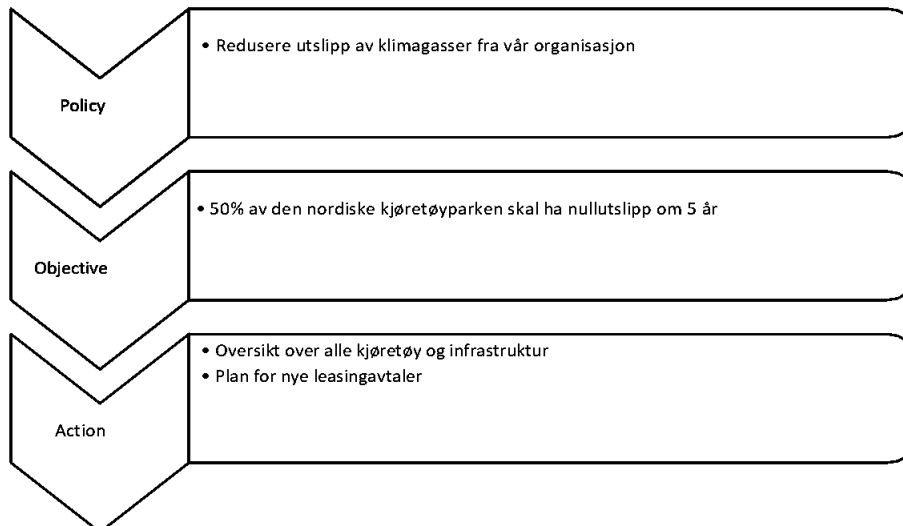 Policy
• Redusere utslipp av klimagasser fra vår organisasjon
Objective
• 50% av den nordiske kjøretøyparken skal ha nullutslipp om 5 år
Action
• Oversikt over alle kjøretøy og infrastruktur
• Plan for nye leasingavtaler